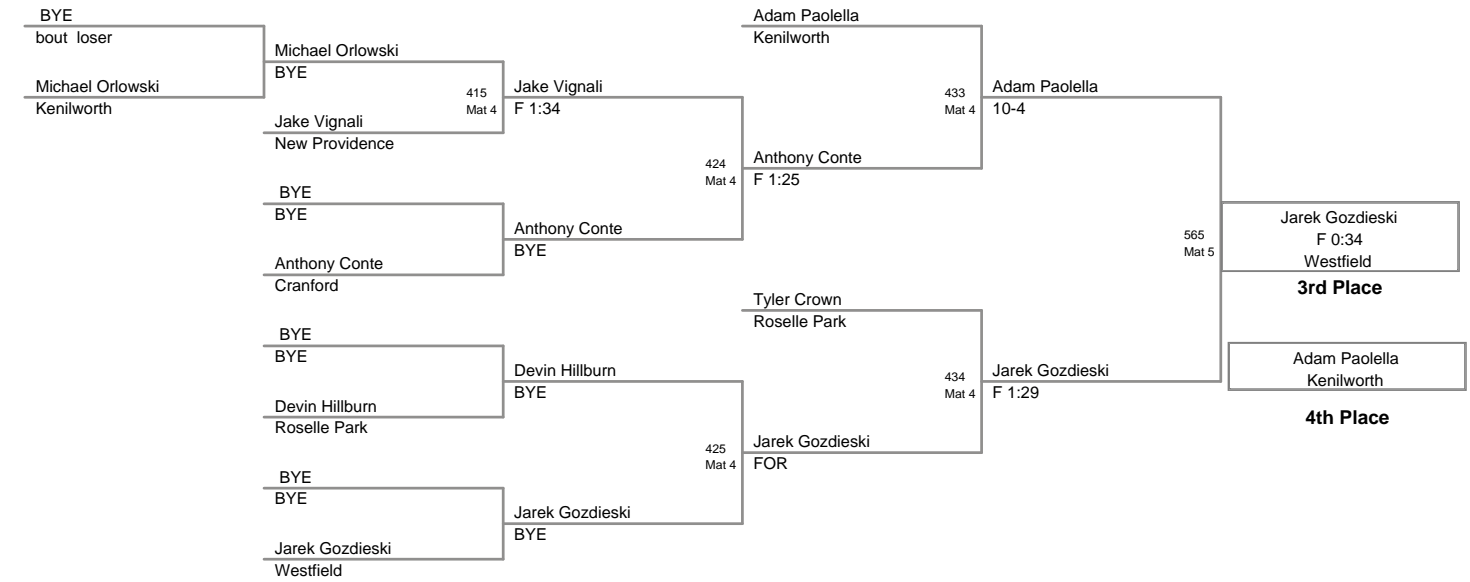 BYE
bout loser
Michael Orlowski
Kenilworth
Michael Orlowski
BYE
Jake Vignali
New Providence
BYE
BYE
Anthony Conte
Cranford
BYE
BYE
Devin Hillburn
Roselle Park
BYE
BYE
Jarek Gozdieski
Westfield
415
Mat 4
Jake Vignali
F 1:34
Anthony Conte
BYE
Devin Hillburn
BYE
Jarek Gozdieski
BYE
Adam Paolella
Kenilworth
424
Mat 4
Anthony Conte
F 1:25
Tyler Crown
Roselle Park
425
Mat 4
Jarek Gozdieski
FOR
433
Mat 4
Adam Paolella
10-4
434
Mat 4
Jarek Gozdieski
F 1:29
565
Mat 5
Jarek Gozdieski
F 0:34
Westfield
3rd Place
Adam Paolella
Kenilworth
4th Place